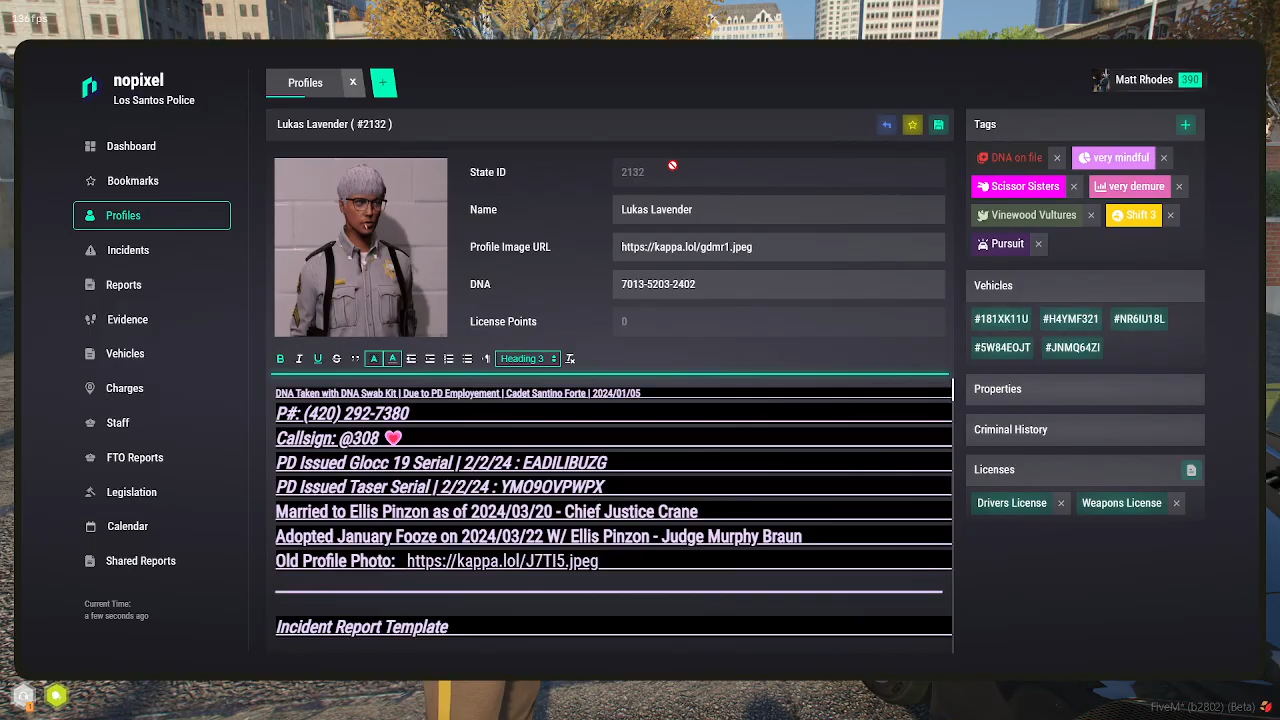 136fps
nopixel
Los Santos Police
Profiles
Matt Rhodes 390
Dashboard
Bookmarks
Profiles
Incidents
Reports
Evidence
Vehicles
Charges
Staff
FTO Reports
Legislation
Calendar
Shared Reports
Current Time:
a few seconds ago
Lukas Lavender ( #2132 )
State ID 2132
Name Lukas Lavender
Profile Image URL https://kappa.lol/gdmr1.jpeg
DNA 7013-5203-2402
License Points 0
B I U S A A Heading 3
DNA Taken with DNA Swab Kit | Due to PD Employement | Cadet Santino Forte | 2024/01/05
P#: (420) 292-7380
Callsign: @308 💗
PD Issued Glocc 19 Serial | 2/2/24 : EADILIBUZG
PD Issued Taser Serial | 2/2/24 : YMO9OVPWPX
Married to Ellis Pinzon as of 2024/03/20 - Chief Justice Crane
Adopted January Fooze on 2024/03/22 W/ Ellis Pinzon - Judge Murphy Braun
Old Profile Photo: https://kappa.lol/J7TI5.jpeg
Incident Report Template
Tags
DNA on file
very mindful
Scissor Sisters
very demure
Vinewood Vultures
Shift 3
Pursuit
Vehicles
#181XK11U #H4YMF321 #NR6IU18L
#5W84EOJT #JNMQ64ZI
Properties
Criminal History
Licenses
Drivers License Weapons License
FiveM* (b2802) (Beta)